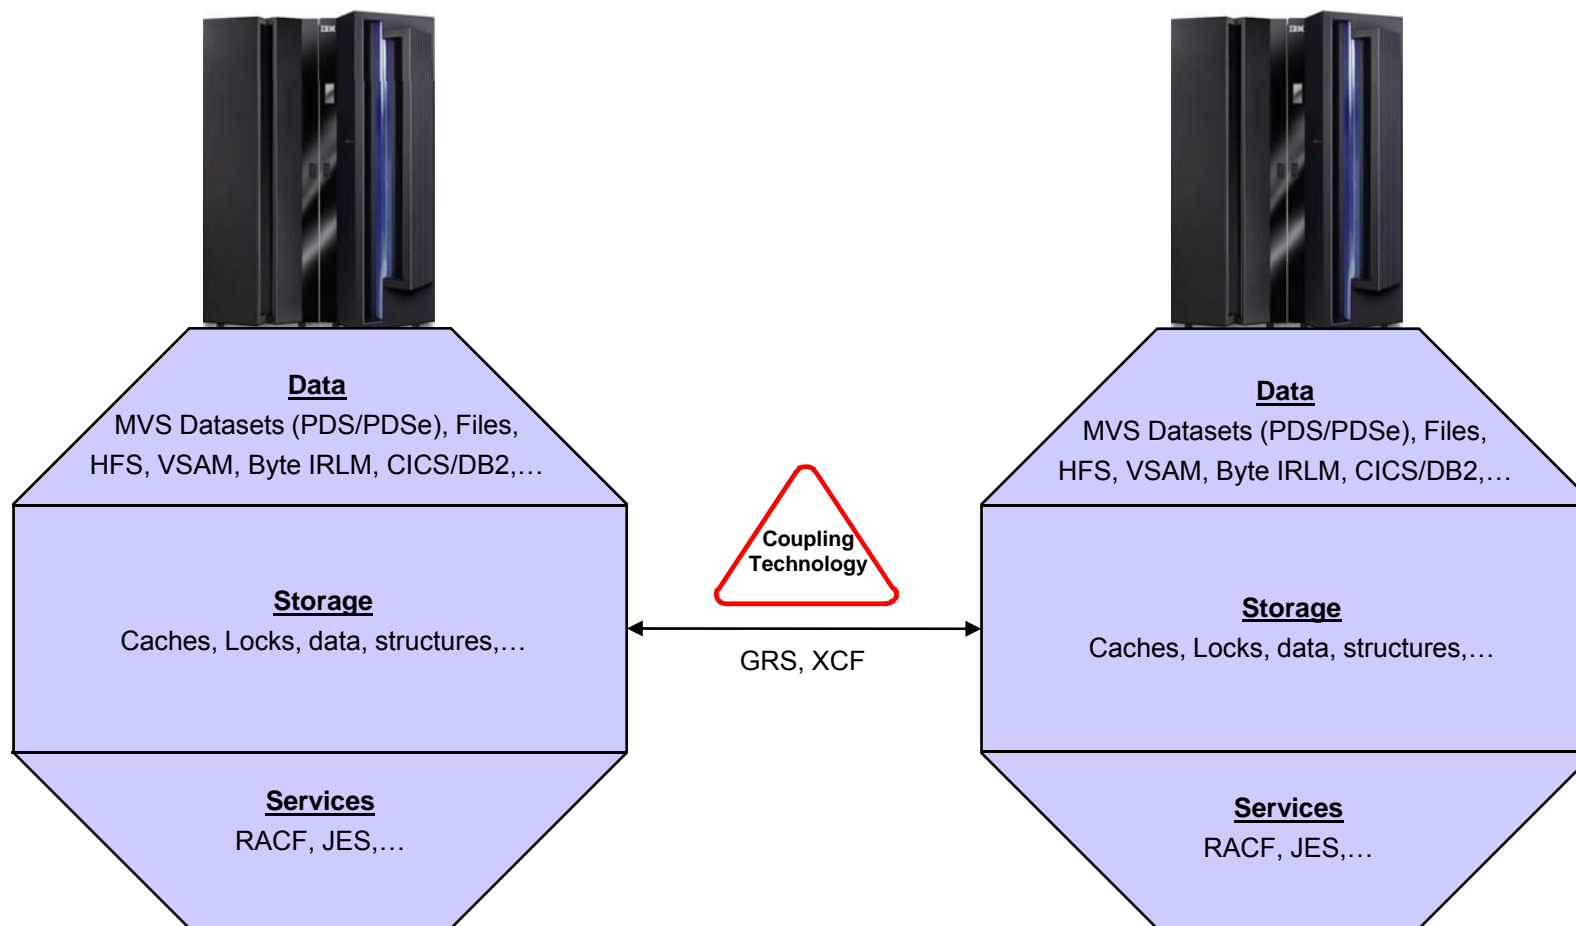 IBM
IBM
Data
MVS Datasets (PDS/PDSe), Files,
HFS, VSAM, Byte IRLM, CICS/DB2,…
Storage
Caches, Locks, data, structures,…
Services
RACF, JES,…
Coupling
Technology
GRS, XCF
Data
MVS Datasets (PDS/PDSe), Files,
HFS, VSAM, Byte IRLM, CICS/DB2,…
Storage
Caches, Locks, data, structures,…
Services
RACF, JES,…